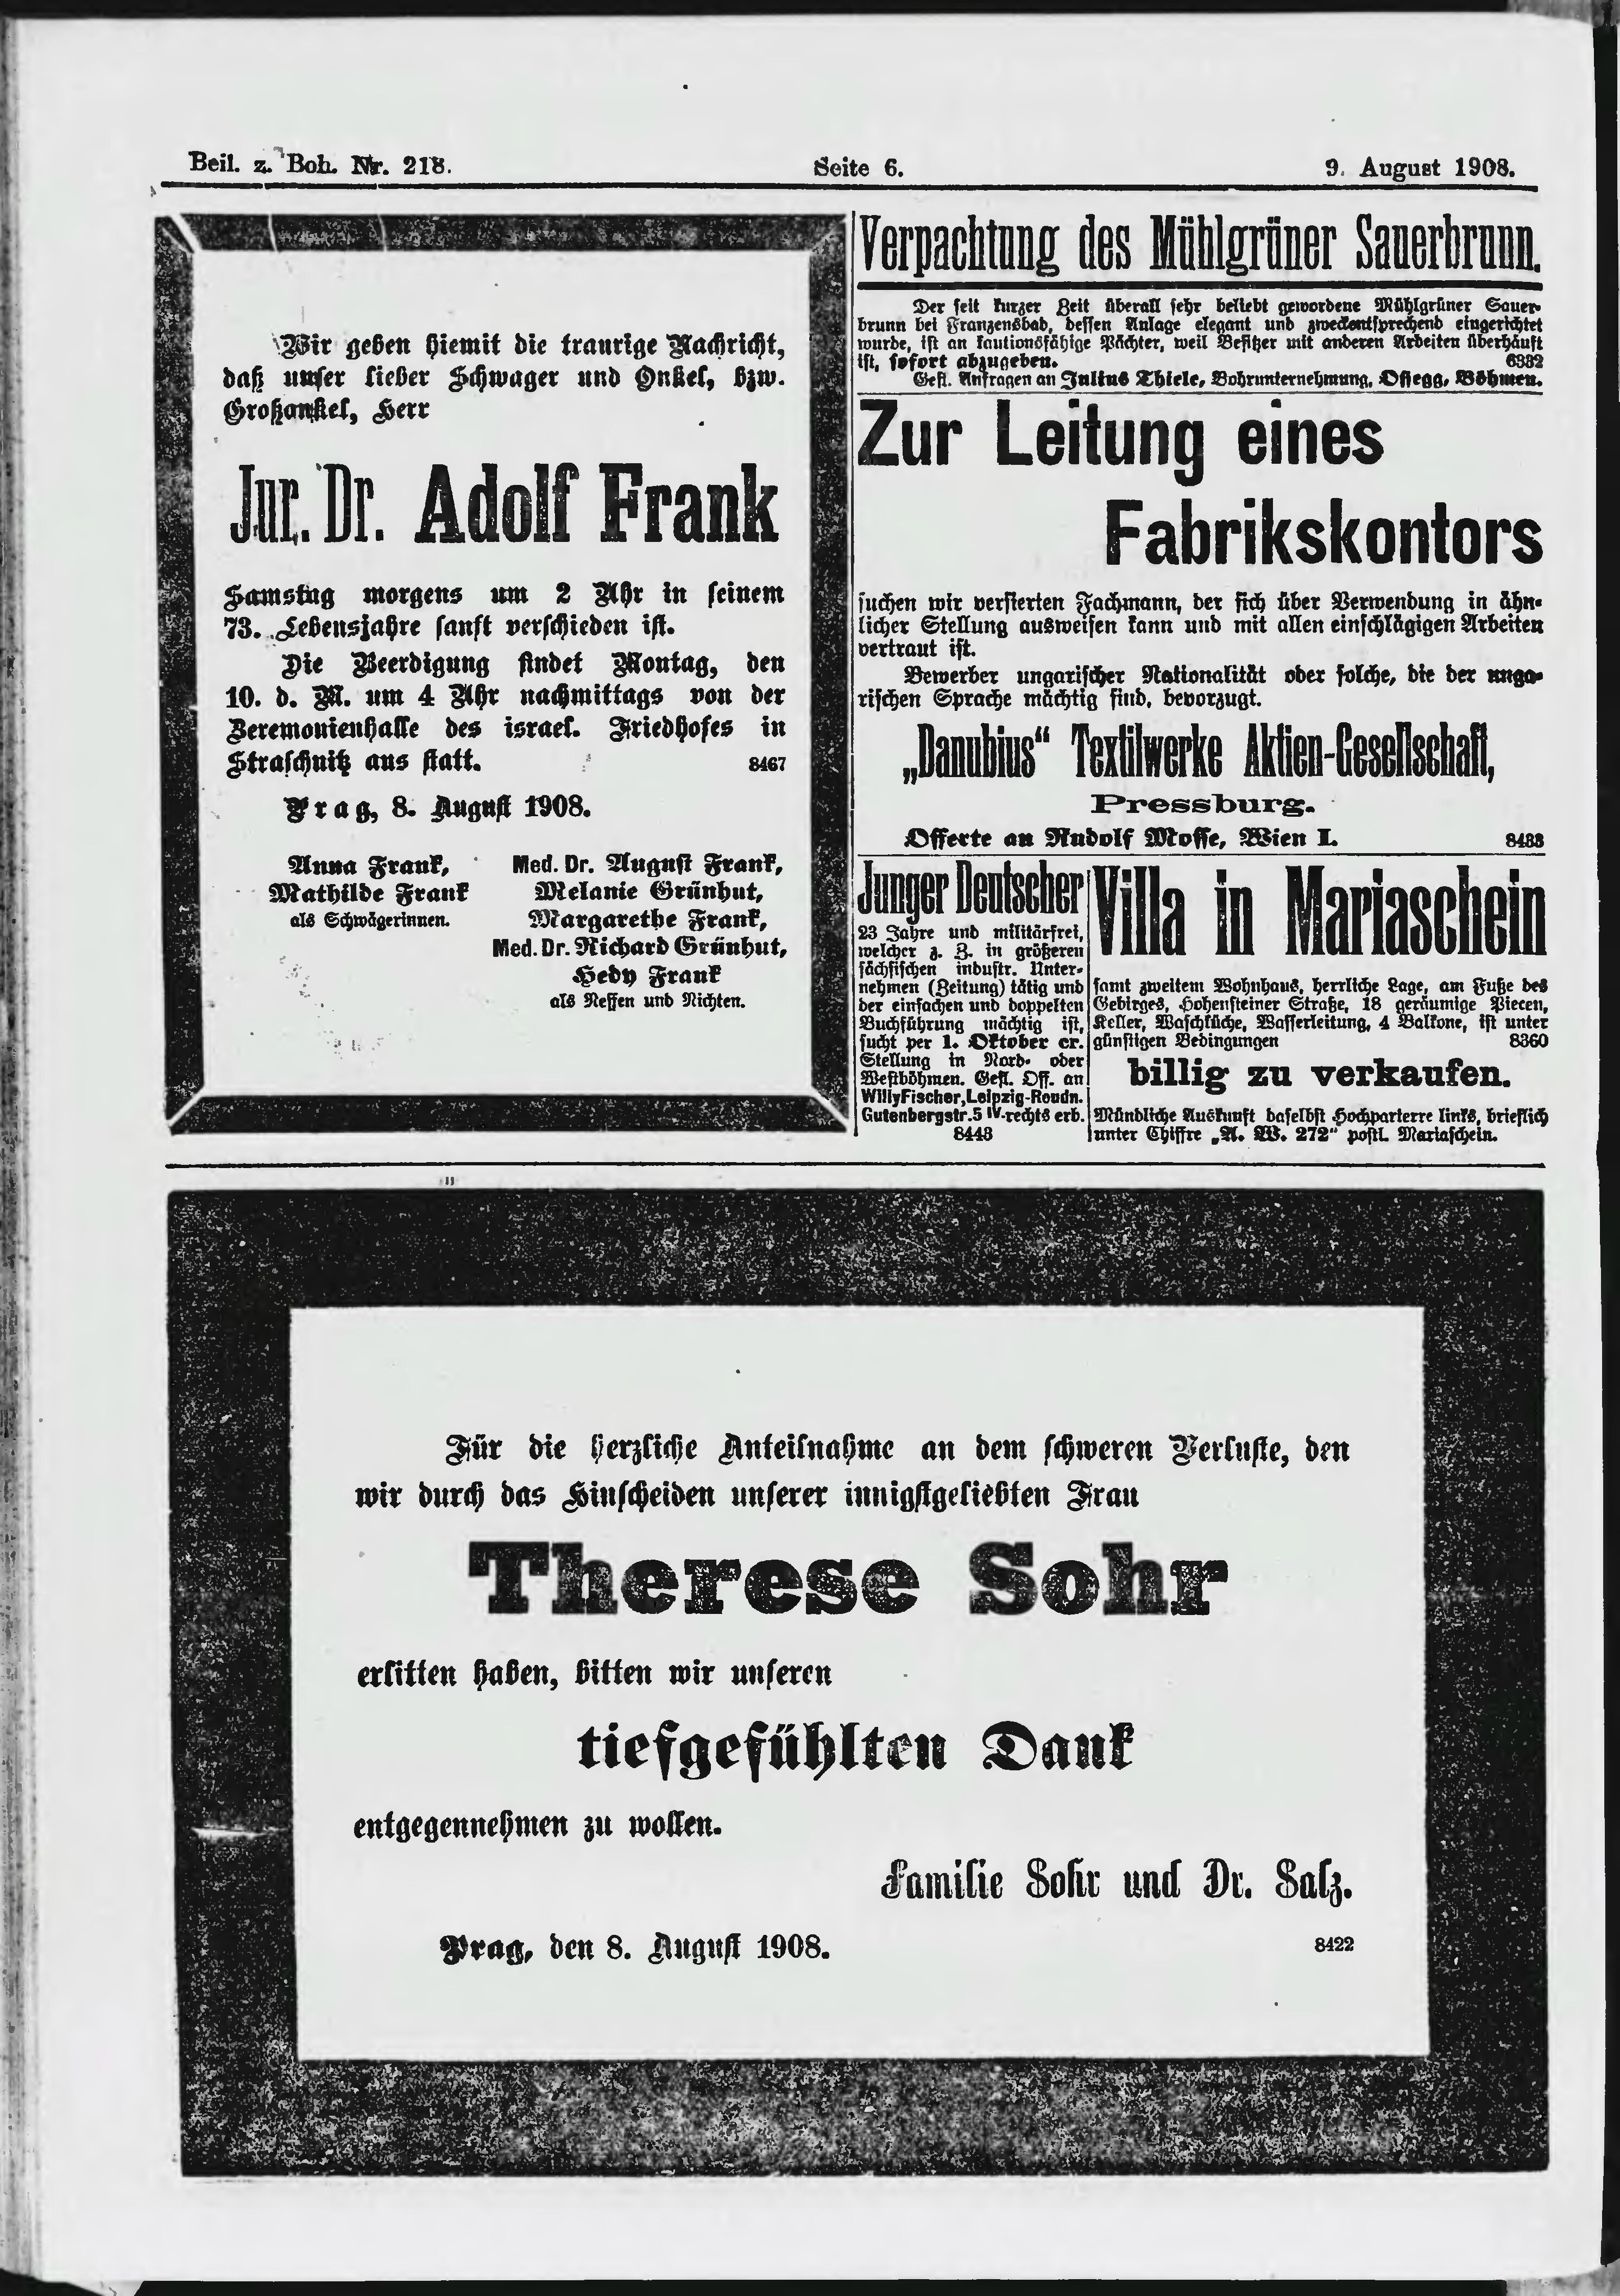 Beil. z. Boh. Nr. 218.
Seite 6.
9. August 1908.
Wir geben hiemit die traurige Nachricht,
daß unser lieber Schwager und Onkel, bzw.
Großonkel, Herr
Jur. Dr. Adolf Frank
Samstag morgens um 2 Uhr in seinem
73. Lebensjahre sanft verschieden ist.
Die Beerdigung findet Montag, den
10. d. M. um 4 Uhr nachmittags von der
Zeremonienhalle des israel. Friedhofes in
Straschnitz aus statt.
8467
Prag, 8. August 1908.
Anna Frank,
Mathilde Frank
als Schwägerinnen.
Med. Dr. August Frank,
Melanie Grünhut,
Margarethe Frank,
Med. Dr. Richard Grünhut,
Hedy Frank
als Neffen und Nichten.
Verpachtung des Mühlgrüner Sauerbrunn.
Der seit kurzer Zeit überall sehr beliebt gewordene Mühlgrüner Sauer-
brunn bei Franzensbad, dessen Anlage elegant und zweckentsprechend eingerichtet
wurde, ist an kautionsfähige Pächter, weil Besitzer mit anderen Arbeiten überhäuft
ist, sofort abzugeben. 6332
Gefl. Anfragen an Julius Thiele, Bohrunternehmung, Ossegg, Böhmen.
Zur Leitung eines
Fabrikskontors
suchen wir versierten Fachmann, der sich über Verwendung in ähn-
licher Stellung ausweisen kann und mit allen einschlägigen Arbeiten
vertraut ist.
Bewerber ungarischer Nationalität oder solche, die der unga-
rischen Sprache mächtig sind, bevorzugt.
„Danubius“ Textilwerke Aktien-Gesellschaft,
Pressburg.
Offerte an Rudolf Mosse, Wien I. 8433
Junger Deutscher
23 Jahre und militärfrei,
welcher z. Z. in größeren
sächsischen industr. Unter-
nehmen (Zeitung) tätig und
der einfachen und doppelten
Buchführung mächtig ist,
sucht per 1. Oktober cr.
Stellung in Nord- oder
Westböhmen. Gefl. Off. an
Willy Fischer, Leipzig-Reudn.
Gutenbergstr. 5 IV. rechts erb.
8443
Villa in Mariaschein
samt zweitem Wohnhaus, herrliche Lage, am Fuße des
Gebirges, Hohensteiner Straße, 18 geräumige Piecen,
Keller, Waschküche, Wasserleitung, 4 Balkone, ist unter
günstigen Bedingungen 8360
billig zu verkaufen.
Mündliche Auskunft daselbst Hochparterre links, brieflich
unter Chiffre „A. W. 272“ postl. Mariaschein.
Für die herzliche Anteilnahme an dem schweren Verluste, den
wir durch das Hinscheiden unserer innigstgeliebten Frau
Therese Sohr
erlitten haben, bitten wir unseren
tiefgefühlten Dank
entgegennehmen zu wollen.
Familie Sohr und Dr. Salz.
Prag, den 8. August 1908.
8422